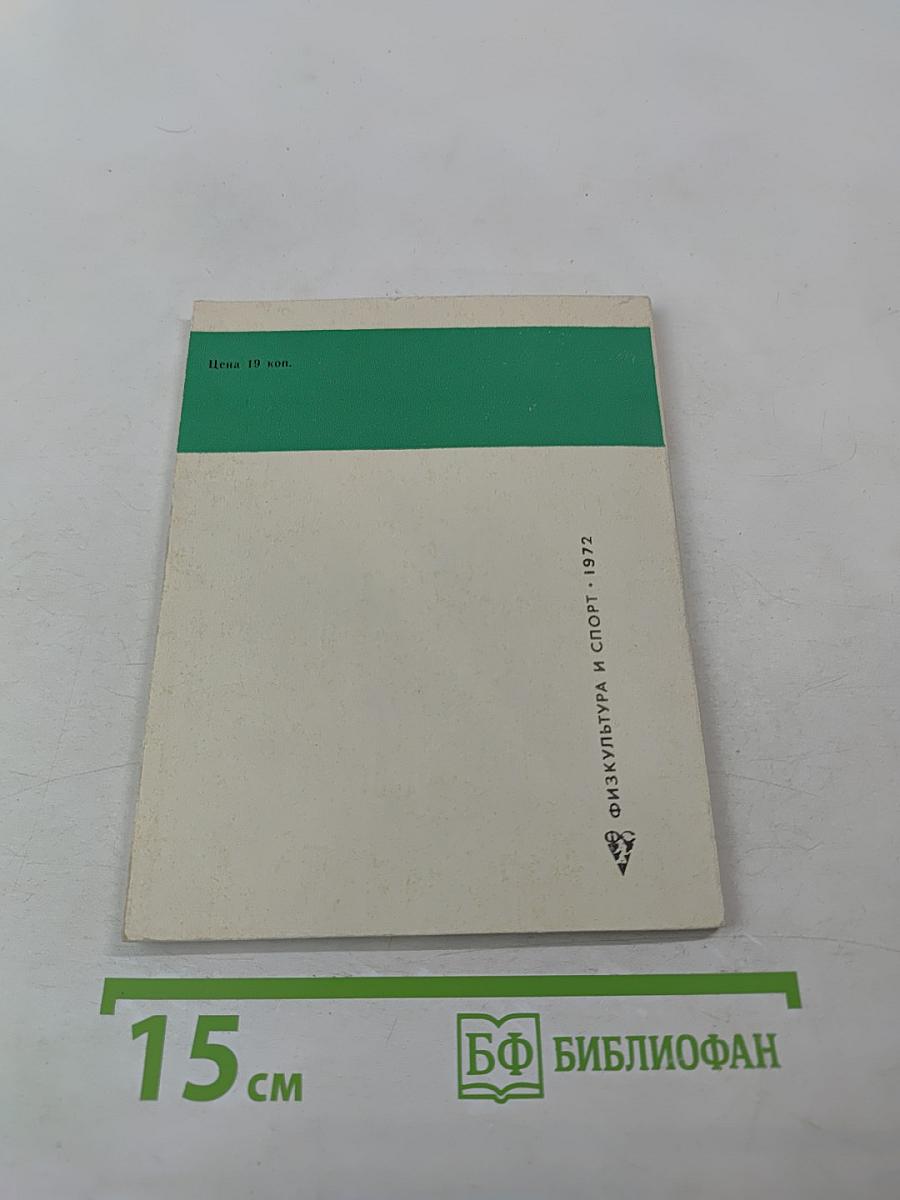 Цена 19 коп.
ФИЗКУЛЬТУРА И СПОРТ • 1972
15 см
БФ БИБЛИОФАН